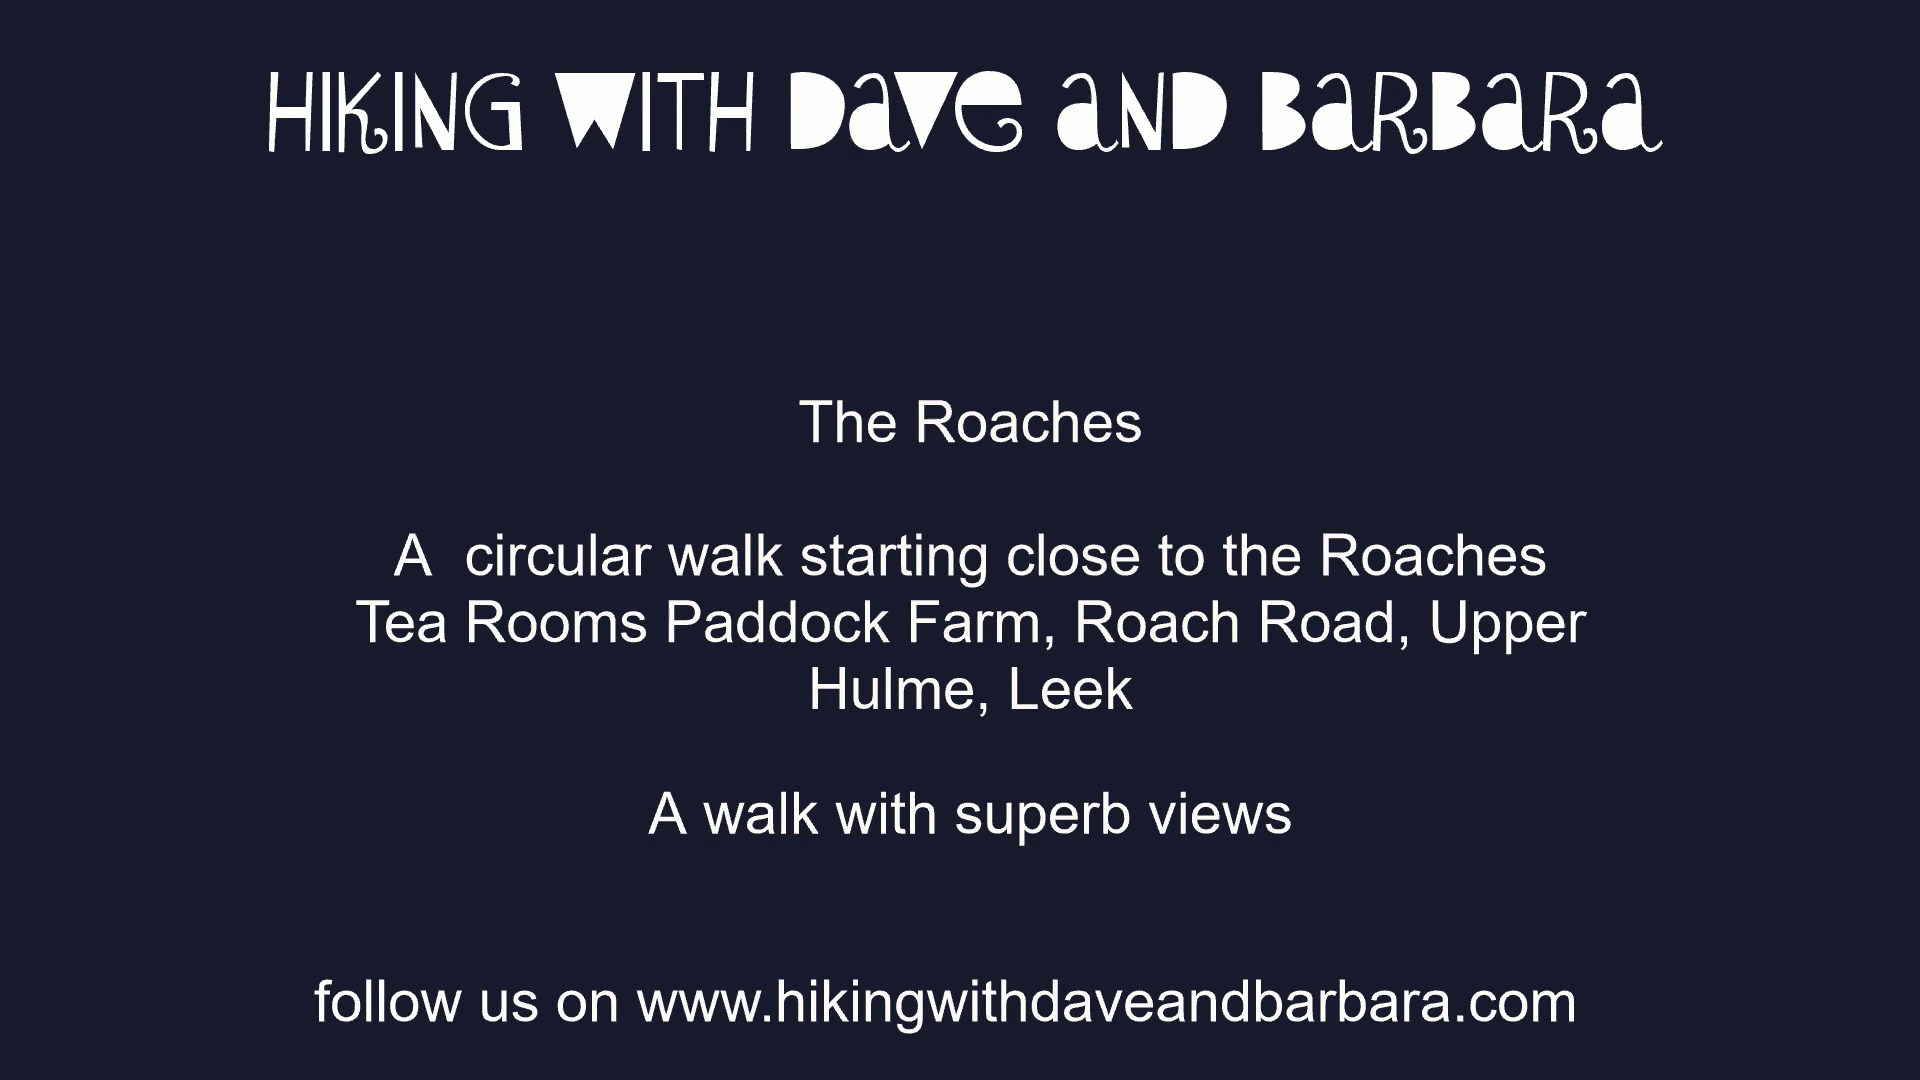 HIKING WITH Dave aND BaRBaRa
The Roaches
A  circular walk starting close to the Roaches
Tea Rooms Paddock Farm, Roach Road, Upper
Hulme, Leek
A walk with superb views
follow us on www.hikingwithdaveandbarbara.com